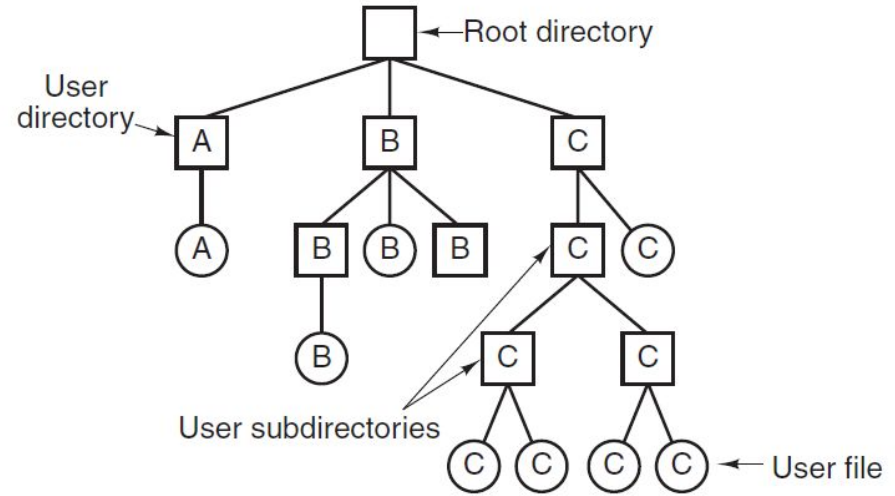 Root directory
User
directory
A
B
C
A
B
B
B
C
C
B
C
C
User subdirectories
C
C
C
C
User file